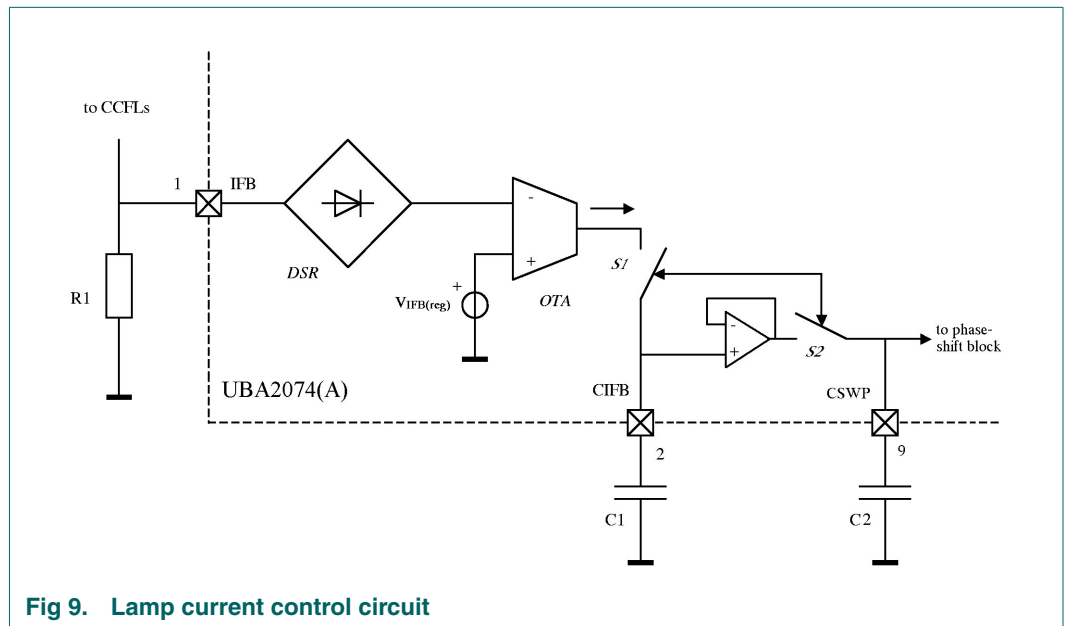 to CCFLs
1
IFB
R1
DSR
-
+
+
V IFB(reg)
OTA
S1
-
+
S2
to phase-
shift block
UBA2074(A)
CIFB
CSWP
2
9
C1
C2
Fig 9. Lamp current control circuit